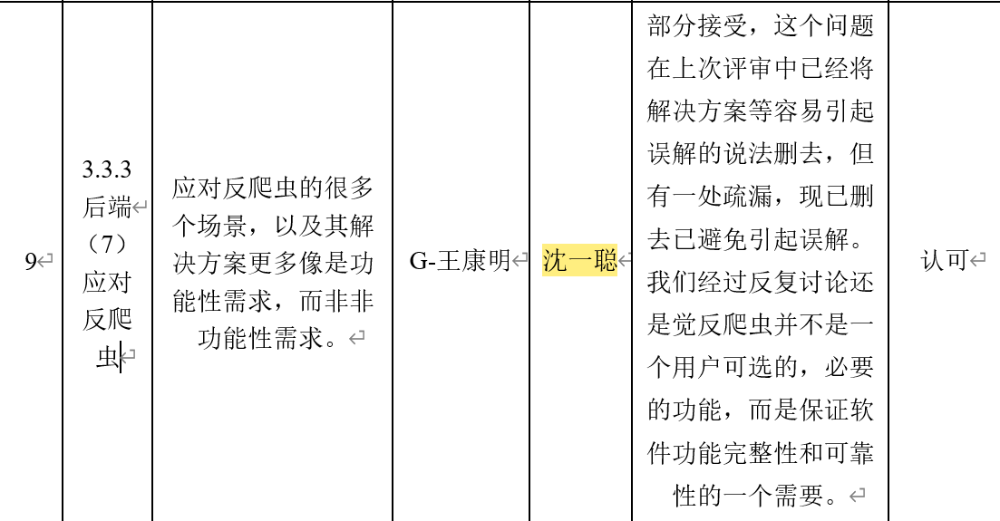 9
3.3.3
后端
（7）
应对
反爬
虫
应对反爬虫的很多
个场景，以及其解
决方案更多像是功
能性需求，而非非
功能性需求。
G-王康明
沈一聪
部分接受，这个问题
在上次评审中已经将
解决方案等容易引起
误解的说法删去，但
有一处疏漏，现已删
去已避免引起误解。
我们经过反复讨论还
是觉反爬虫并不是一
个用户可选的，必要
的功能，而是保证软
件功能完整性和可靠
性的一个需要。
认可